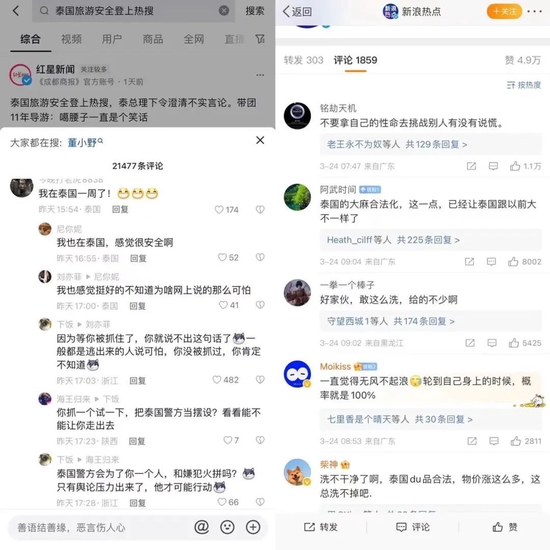 泰国旅游安全登上热搜
搜索
综合
视频
用户
商品
全网
直播
红星新闻
关注较多
《成都商报》官方账号・1天前
泰国旅游安全登上热搜，泰总理下令澄清不实言论，带团
11年导游：噶腰子一直是个笑话
大家都在搜：董小野
21477条评论
我在泰国一周了！
昨天 15:54・泰国 回复
174
尼你妮
我也在泰国，感觉很安全啊
昨天 16:55・泰国 回复
52
刘亦菲 ▸ 尼你妮
我也感觉挺好的不知道为啥网上说的那么可怕
昨天 17:00・泰国 回复
41
下饭 ▸ 刘亦菲
因为等你被抓住了，你就说不出这句话了一
般都是逃出来的人说可怕，你没被抓过，你肯定
不知道
昨天 17:03・浙江 回复
482
海王归来 ▸ 下饭
你抓一个试一下，把泰国警方当摆设？看看能不
能让你走出去
昨天 17:23・陕西 回复
7
下饭 ▸ 海王归来
泰国警方会为了你一个人，和嫌犯火拼吗？
只有舆论压力出来了，他才可能行动
昨天 17:28・浙江 回复
66
善语结善缘，恶言伤人心
返回
新浪热点
+关注
转发 303
评论 1859
赞 4.9万
按热度
铭劫天机
不要拿自己的性命去挑战别人有没有说慌。
老王永不为奴等人 共129条回复 >
3-24 07:47 来自广东
1.1万
阿武时间
泰国的大麻合法化，这一点，已经让泰国跟以前大
不一样了
Heath_cilff等人 共225条回复 >
3-24 09:04 来自广东
8002
一拳一个棒子
好家伙，敢这么洗，给的不少啊
守望西城1等人 共174条回复 >
来自黑龙江
5425
Moikiss
一直觉得无风不起浪轮到自己身上的时候，概
率就是100%
七里香是个晴天等人 共30条回复 >
3-24 08:53 来自广东
2811
柴神
洗不干净了啊，泰国du品合法，物价涨这么多，这
总洗不掉吧.
转发
评论
赞